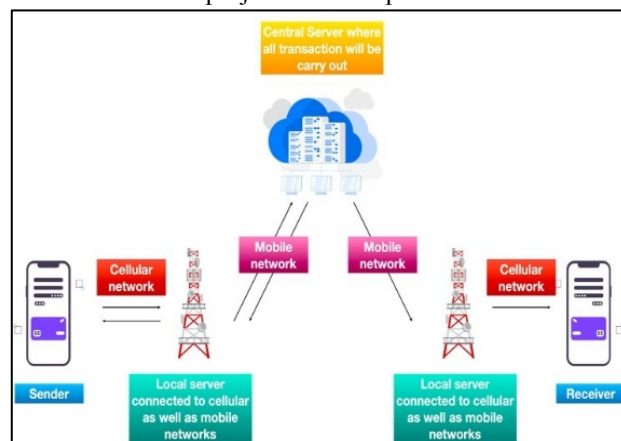 Central Server where
all transaction will be
carry out
Mobile
network
Mobile
network
Cellular
network
Cellular
network
Sender
Local server
connected to cellular
as well as mobile
networks
Local server
connected to cellular
as well as mobile
networks
Receiver